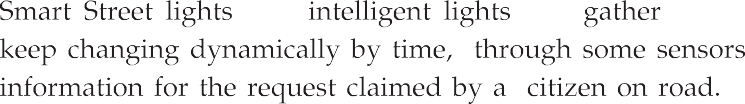 Smart Street lights intelligent lights gather
keep changing dynamically by time, through some sensors
information for the request claimed by a citizen on road.